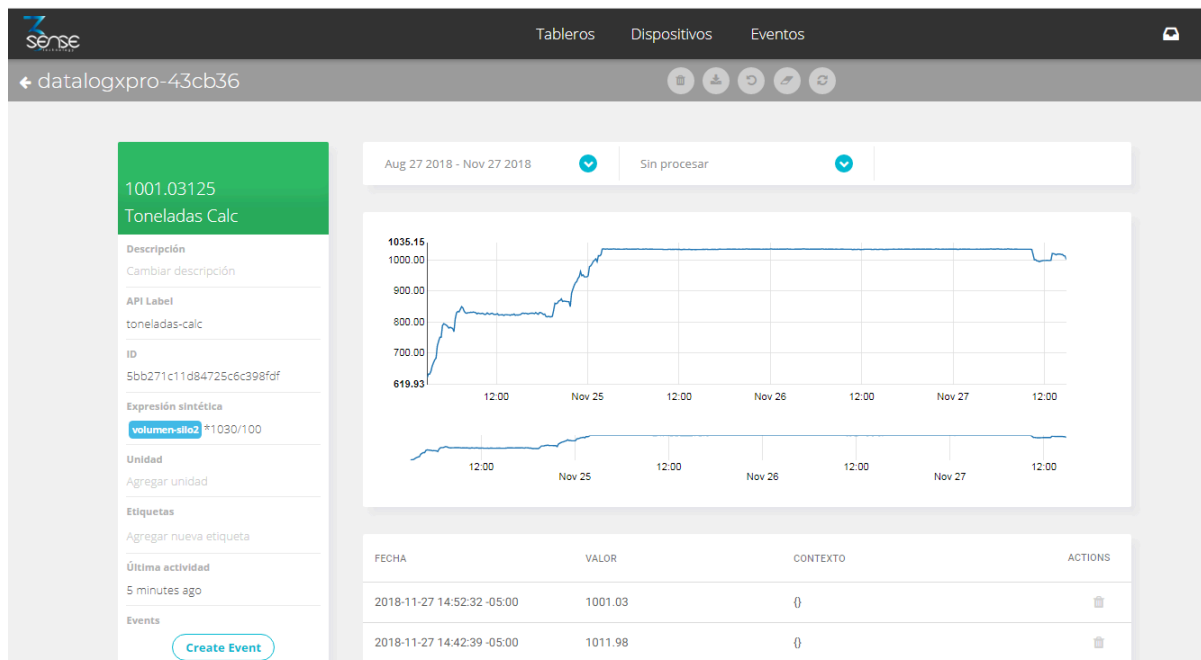 3
sense
Tableros Dispositivos Eventos
datalogxpro-43cb36
1001.03125
Toneladas Calc
Descripción
Cambiar descripción
API Label
toneladas-calc
ID
5bb271c11d84725c6c398fdf
Expresión sintética
volumen-silo2 *1030/100
Unidad
Agregar unidad
Etiquetas
Agregar nueva etiqueta
Última actividad
5 minutes ago
Events
Create Event
Aug 27 2018 - Nov 27 2018 Sin procesar
1035.15
1000.00
900.00
800.00
700.00
619.93
12:00 Nov 25 12:00 Nov 26 12:00 Nov 27 12:00
12:00 Nov 25 12:00 Nov 26 12:00 Nov 27 12:00
FECHA VALOR CONTEXTO ACTIONS
2018-11-27 14:52:32 -05:00 1001.03 {}
2018-11-27 14:42:39 -05:00 1011.98 {}